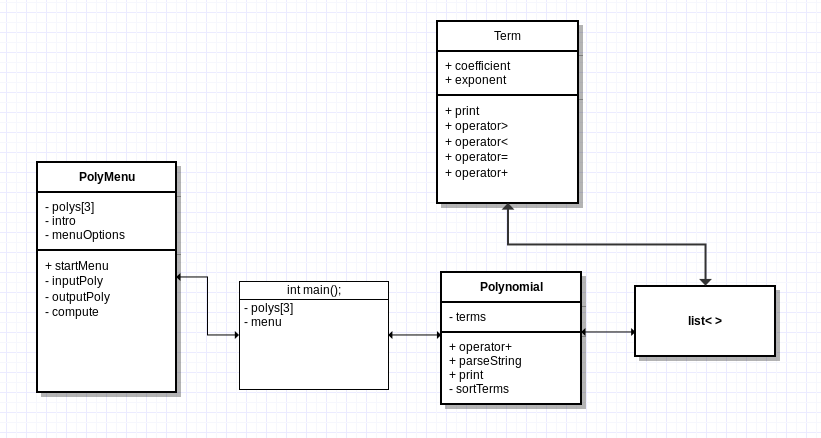 Term
+ coefficient
+ exponent
+ print
+ operator>
+ operator<
+ operator=
+ operator+
PolyMenu
- polys[3]
- intro
- menuOptions
+ startMenu
- inputPoly
- outputPoly
- compute
int main();
- polys[3]
- menu
Polynomial
- terms
+ operator+
+ parseString
+ print
- sortTerms
list< >